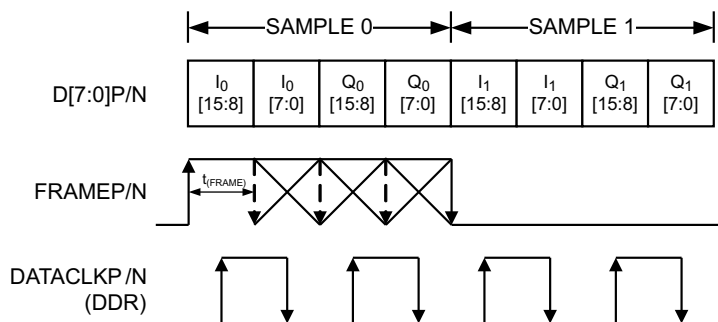 SAMPLE 0 SAMPLE 1
D[7:0]P/N
I0 I0 Q0 Q0 I1 I1 Q1 Q1
[15:8] [7:0] [15:8] [7:0] [15:8] [7:0] [15:8] [7:0]
t(FRAME)
FRAMEP/N
DATACLKP/N
(DDR)